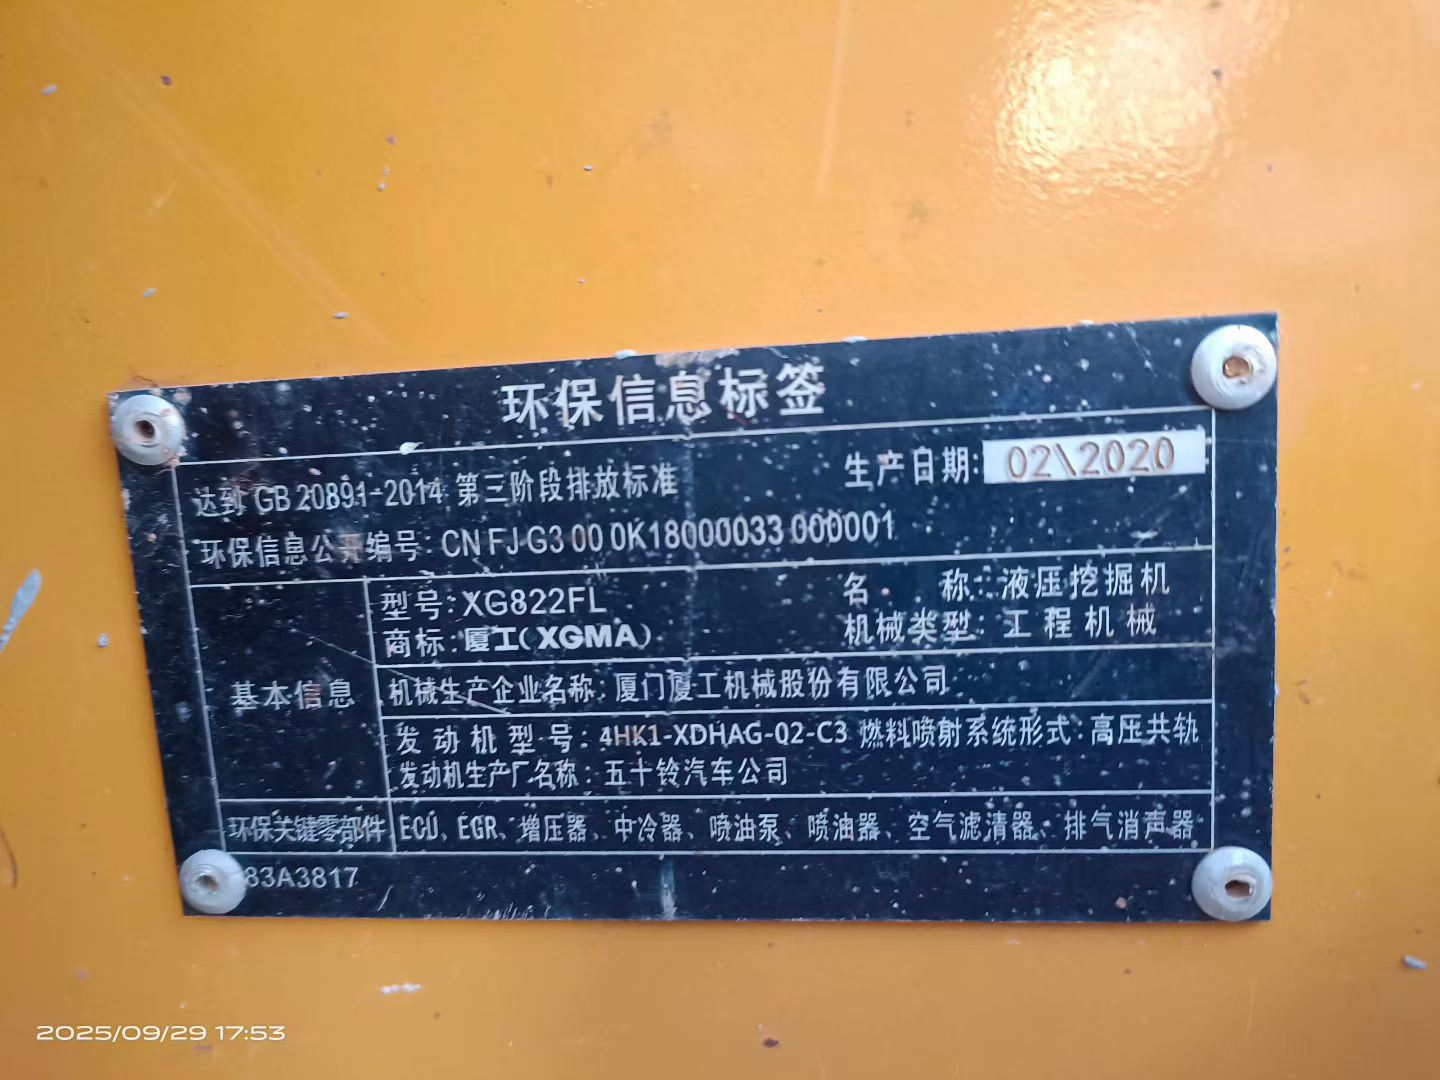 环保信息标签
达到 GB 20891-2014 第三阶段排放标准 生产日期: 02\2020
环保信息公开编号: CN FJ G3 00 0K18000033 000001
型号: XG822FL 名 称: 液压挖掘机
商标: 厦工(XGMA) 机械类型: 工程机械
基本信息 机械生产企业名称: 厦门厦工机械股份有限公司
发动机型号: 4HK1-XDHAG-02-C3 燃料喷射系统形式: 高压共轨
发动机生产厂名称: 五十铃汽车公司
环保关键零部件 ECU、EGR、增压器、中冷器、喷油泵、喷油器、空气滤清器、排气消声器
83A3817
2025/09/29 17:53